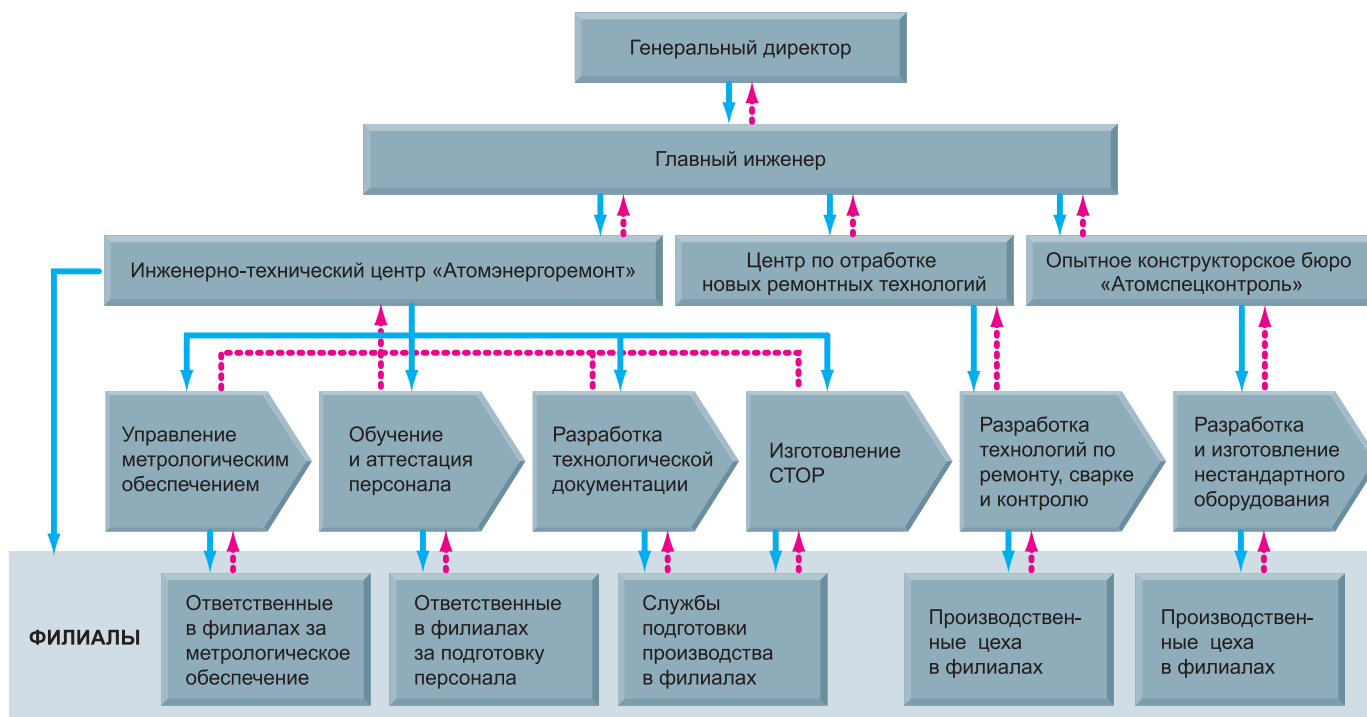 Генеральный директор
Главный инженер
Инженерно-технический центр «Атомэнергоремонт»
Центр по отработке
новых ремонтных технологий
Опытное конструкторское бюро
«Атомспецконтроль»
Управление
метрологическим
обеспечением
Обучение
и аттестация
персонала
Разработка
технологической
документации
Изготовление
СТОР
Разработка
технологий по
ремонту, сварке
и контролю
Разработка
и изготовление
нестандартного
оборудования
ФИЛИАЛЫ
Ответственные
в филиалах за
метрологическое
обеспечение
Ответственные
в филиалах
за подготовку
персонала
Службы
подготовки
производства
в филиалах
Производствен-
ные цеха
в филиалах
Производствен-
ные цеха
в филиалах